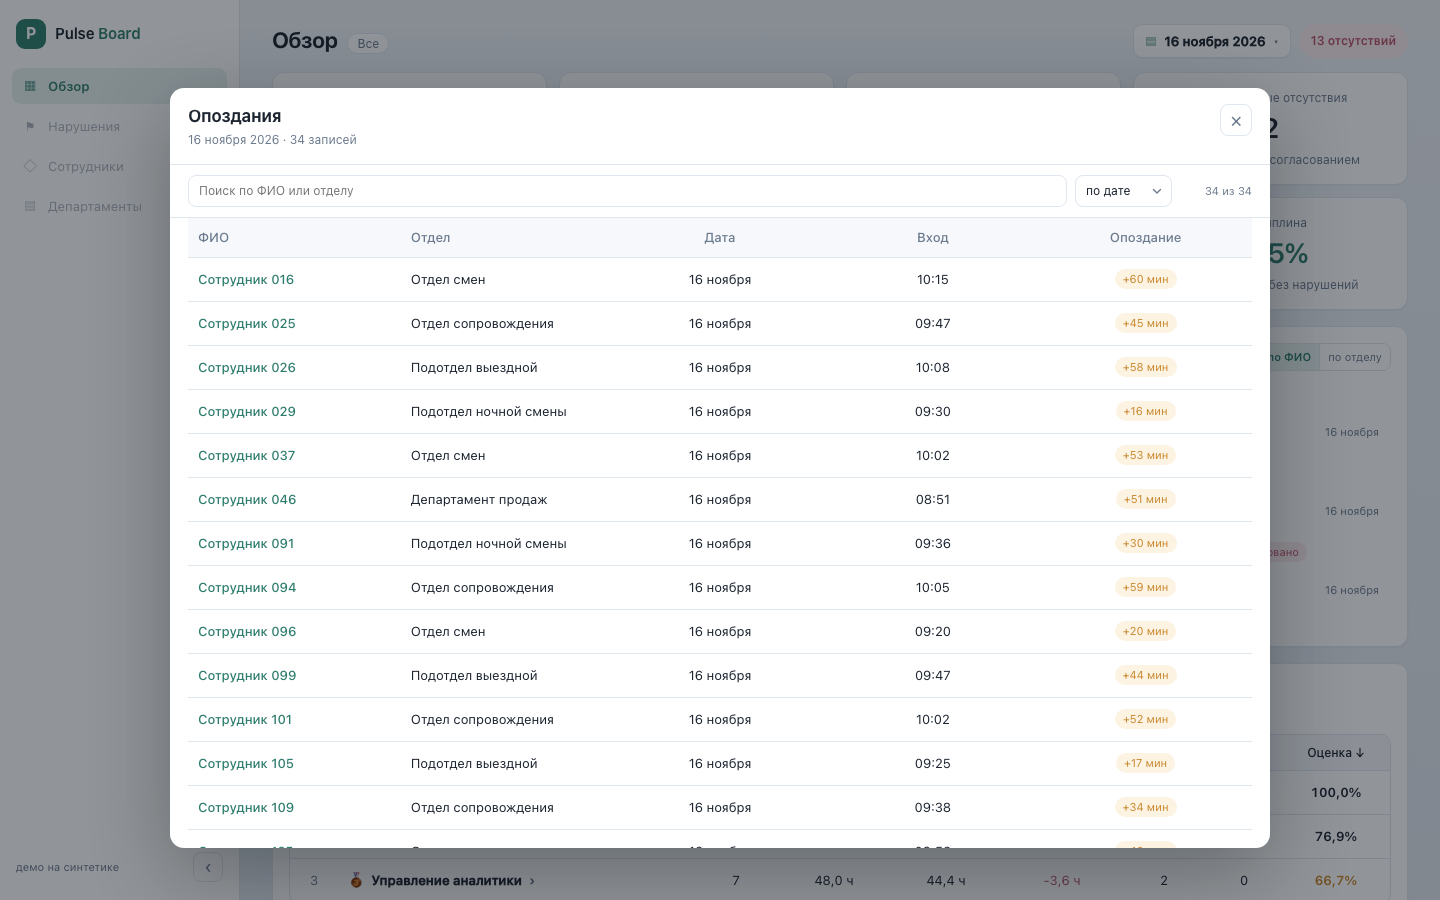 P Pulse Board
Обзор
Нарушения
Сотрудники
Департаменты
демо на синтетике
Обзор Все
16 ноября 2026
13 отсутствий
Опоздания
16 ноября 2026 · 34 записей
Поиск по ФИО или отделу
по дате
34 из 34
ФИО Отдел Дата Вход Опоздание
Сотрудник 016 Отдел смен 16 ноября 10:15 +60 мин
Сотрудник 025 Отдел сопровождения 16 ноября 09:47 +45 мин
Сотрудник 026 Подотдел выездной 16 ноября 10:08 +58 мин
Сотрудник 029 Подотдел ночной смены 16 ноября 09:30 +16 мин
Сотрудник 037 Отдел смен 16 ноября 10:02 +53 мин
Сотрудник 046 Департамент продаж 16 ноября 08:51 +51 мин
Сотрудник 091 Подотдел ночной смены 16 ноября 09:36 +30 мин
Сотрудник 094 Отдел сопровождения 16 ноября 10:05 +59 мин
Сотрудник 096 Отдел смен 16 ноября 09:20 +20 мин
Сотрудник 099 Подотдел выездной 16 ноября 09:47 +44 мин
Сотрудник 101 Отдел сопровождения 16 ноября 10:02 +52 мин
Сотрудник 105 Подотдел выездной 16 ноября 09:25 +17 мин
Сотрудник 109 Отдел сопровождения 16 ноября 09:38 +34 мин
отсутствия
2
согласованием
5%
без нарушений
по ФИО по отделу
16 ноября
16 ноября
16 ноября
Оценка ↓
100,0%
76,9%
3 Управление аналитики › 7 48,0 ч 44,4 ч -3,6 ч 2 0 66,7%